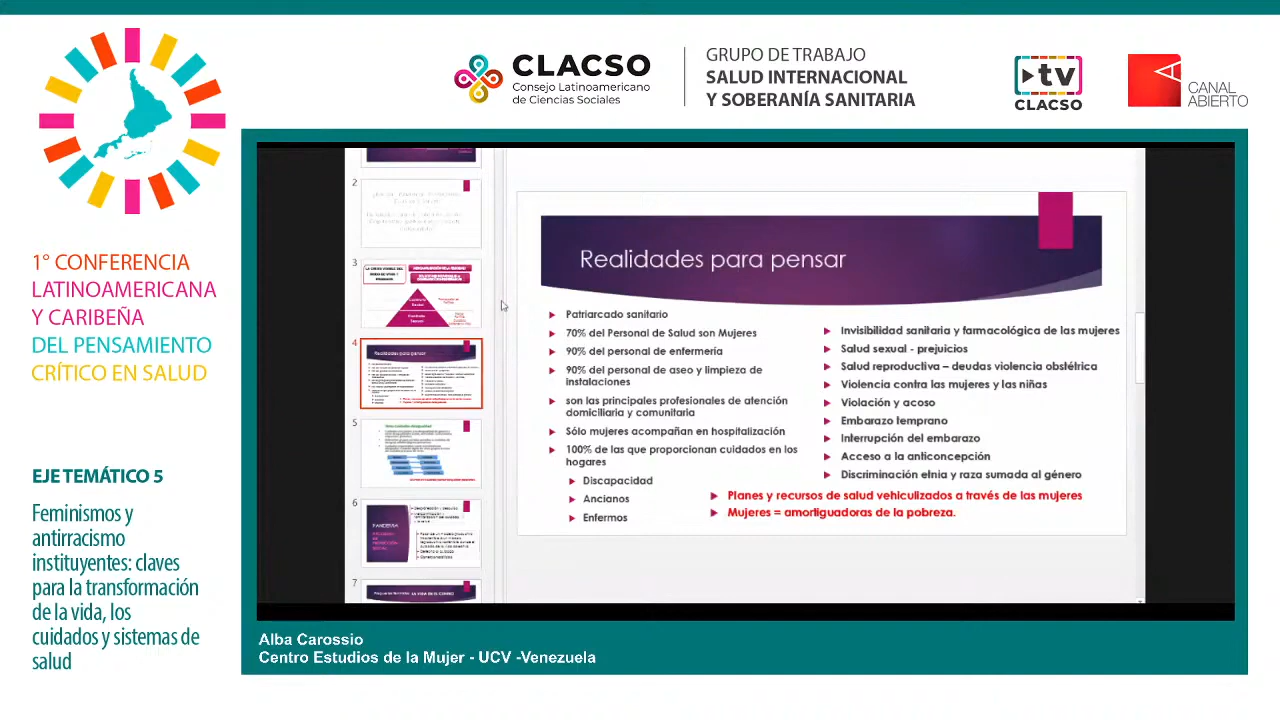 CLACSO
Consejo Latinoamericano
de Ciencias Sociales
GRUPO DE TRABAJO
SALUD INTERNACIONAL
Y SOBERANÍA SANITARIA
tv
CLACSO
CANAL
ABIERTO
1° CONFERENCIA
LATINOAMERICANA
Y CARIBEÑA
DEL PENSAMIENTO
CRÍTICO EN SALUD
EJE TEMÁTICO 5
Feminismos y
antirracismo
instituyentes: claves
para la transformación
de la vida, los
cuidados y sistemas de
salud
2
3
4
Realidades para pensar
5
6
PANDEMIA
7
Realidades para pensar
Patriarcado sanitario
70% del Personal de Salud son Mujeres
90% del personal de enfermería
90% del personal de aseo y limpieza de
instalaciones
son las principales profesionales de atención
domiciliaria y comunitaria
Sólo mujeres acompañan en hospitalización
100% de las que proporcionan cuidados en los
hogares
Discapacidad
Ancianos
Enfermos
Invisibilidad sanitaria y farmacológica de las mujeres
Salud sexual - prejuicios
Salud reproductiva – deudas violencia obstétrica
Violencia contra las mujeres y las niñas
Violación y acoso
Embarazo temprano
Interrupción del embarazo
Acceso a la anticoncepción
Discriminación etnia y raza sumada al género
Planes y recursos de salud vehiculizados a través de las mujeres
Mujeres = amortiguadoras de la pobreza.
Alba Carossio
Centro Estudios de la Mujer - UCV -Venezuela